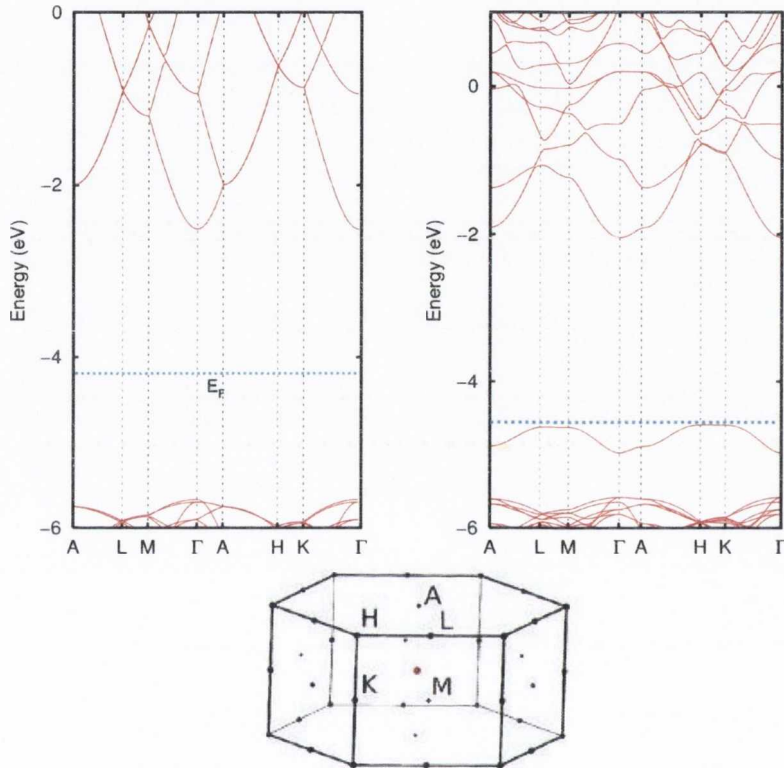 0
−2
−4
−6
Energy (eV)
E_F
A L M Γ A H K Γ
0
−2
−4
−6
Energy (eV)
A L M Γ A H K Γ
A
H L
K M